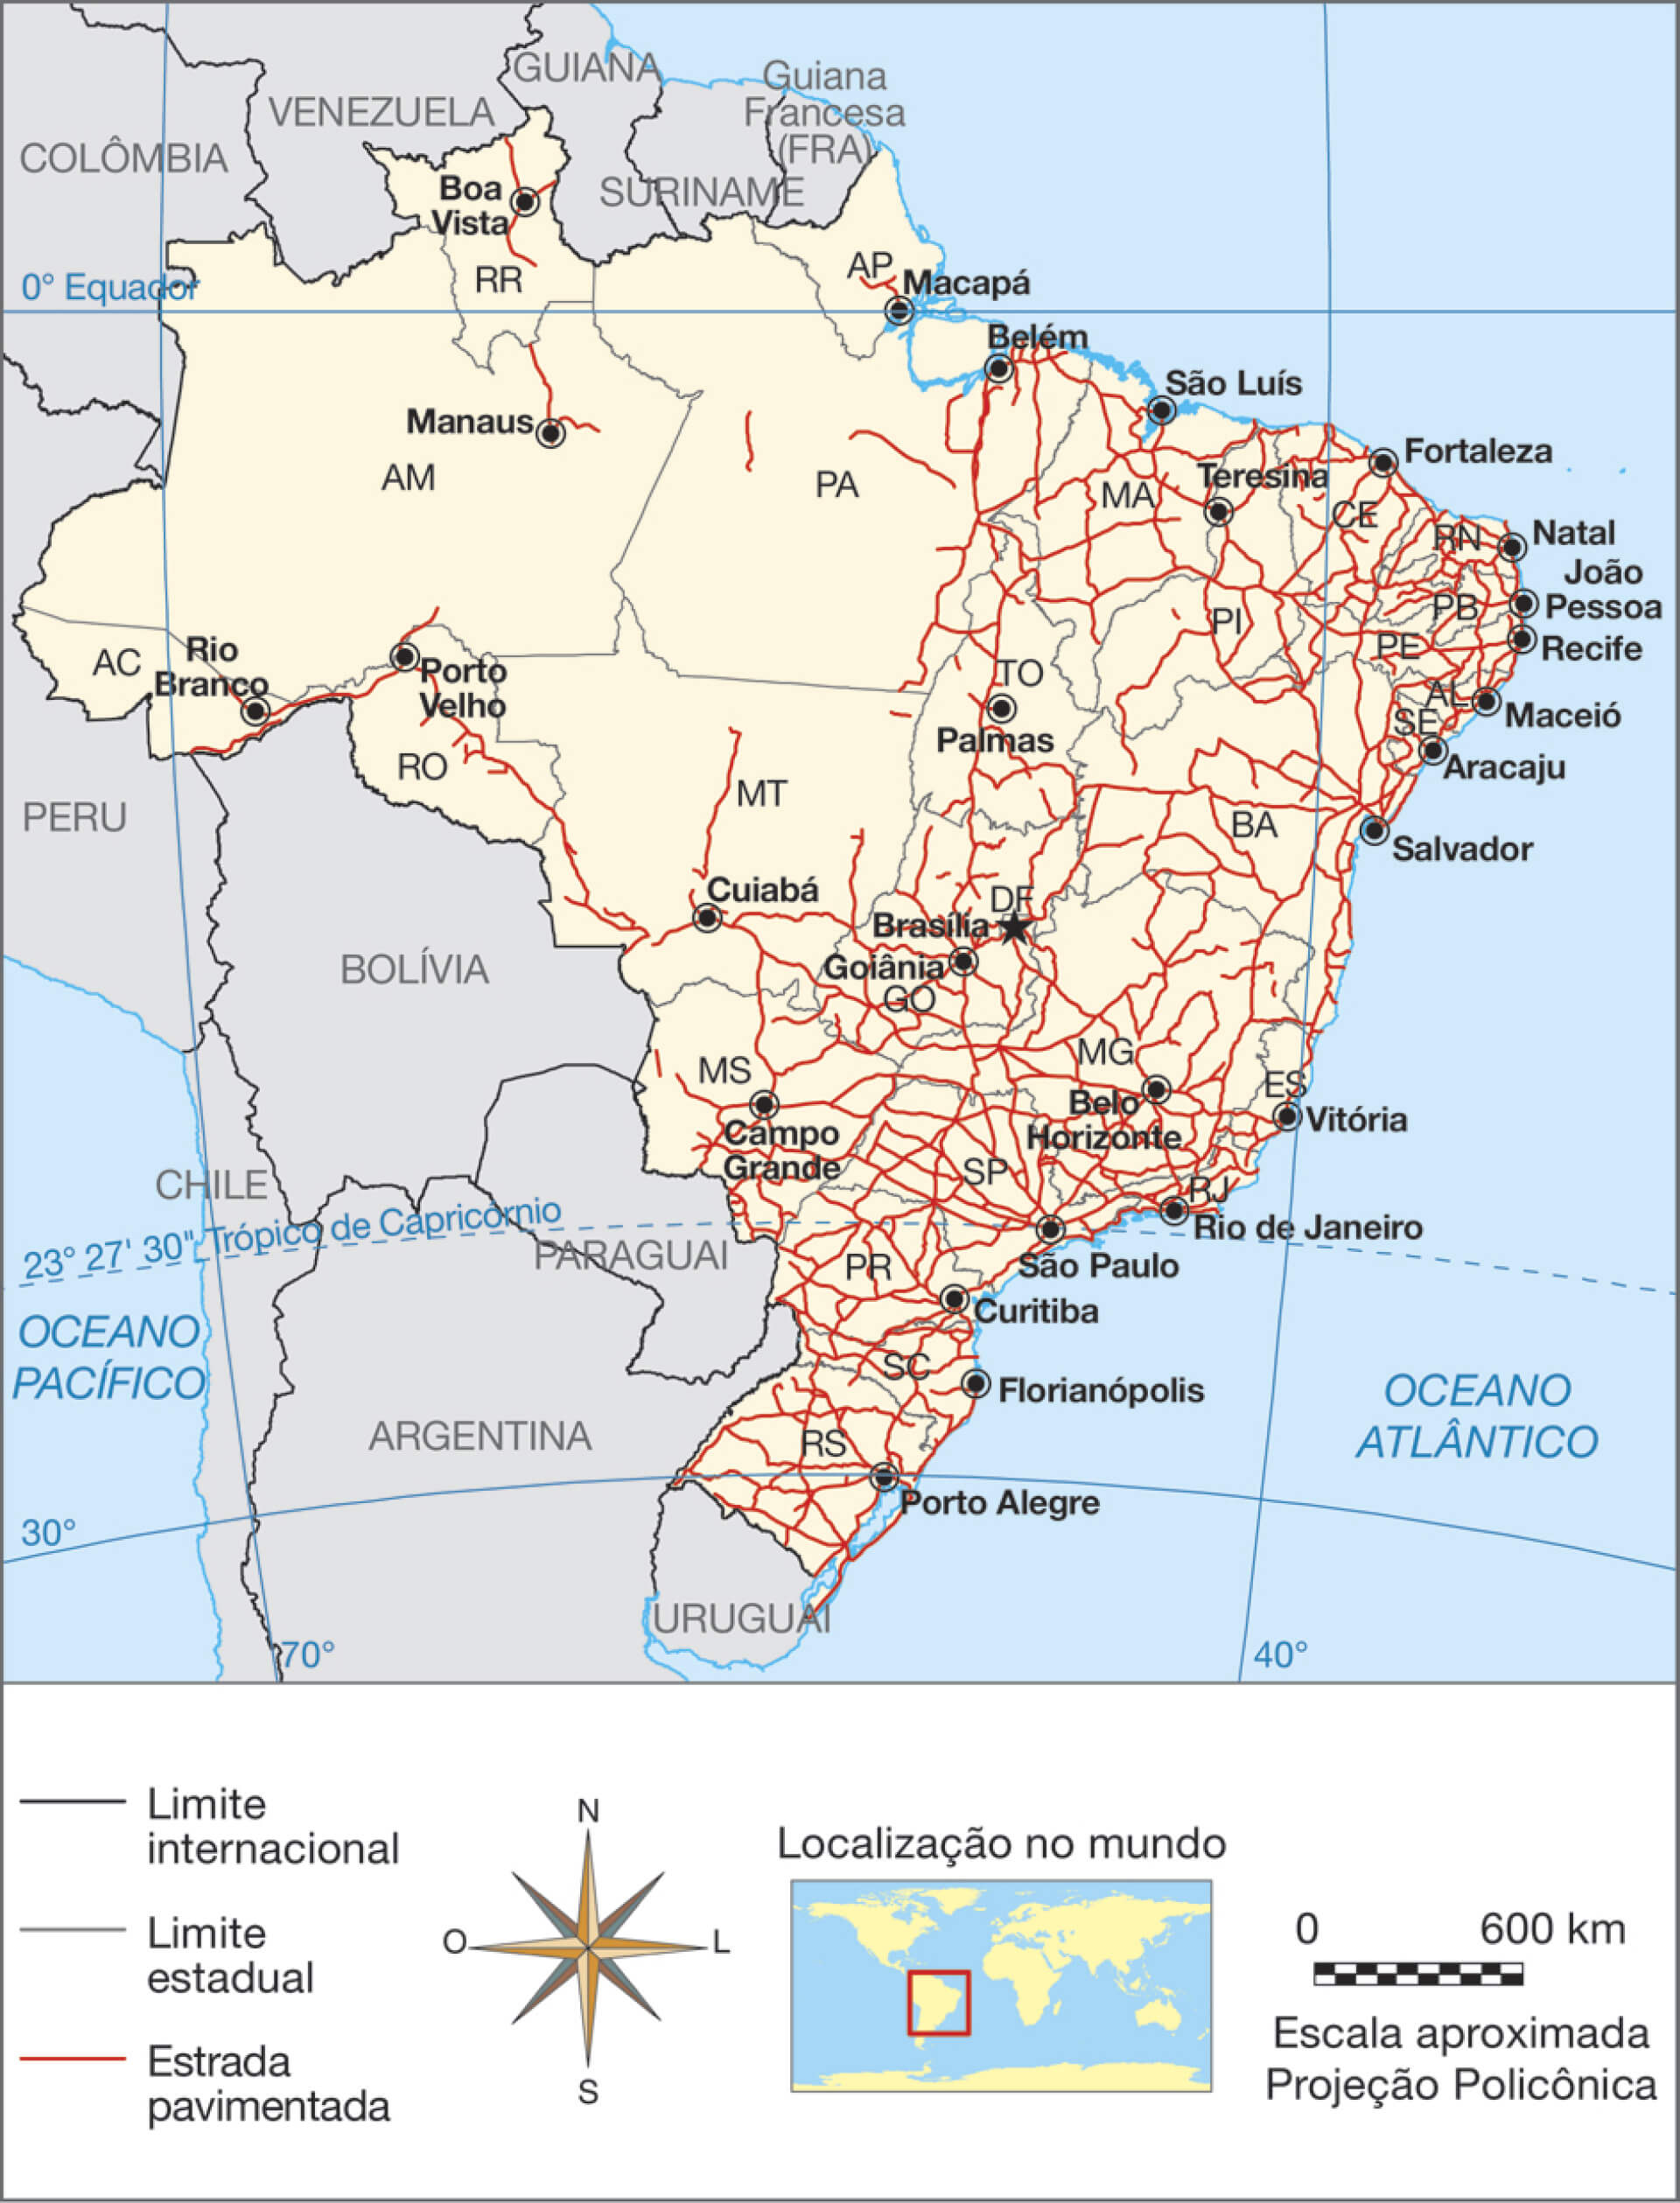 GUIANA
Guiana
Francesa
(FRA)
VENEZUELA
COLÔMBIA
SURINAME
Boa
Vista
RR
AP
Macapá
0° Equador
Belém
São Luís
Manaus
Fortaleza
AM
PA
MA
Teresina
CE
RN
Natal
João
Pessoa
PB
PI
PE
Recife
AC
Rio
Branco
Porto
Velho
TO
AL
Maceió
SE
Palmas
Aracaju
RO
MT
PERU
BA
Salvador
Cuiabá
DF
Brasília
Goiânia
GO
BOLÍVIA
MG
MS
ES
Belo
Horizonte
Vitória
Campo
Grande
SP
CHILE
RJ
Rio de Janeiro
23° 27' 30" Trópico de Capricórnio
PARAGUAI
São Paulo
PR
Curitiba
OCEANO
PACÍFICO
SC
Florianópolis
OCEANO
ATLÂNTICO
ARGENTINA
RS
Porto Alegre
30°
URUGUAI
70°
40°
Limite
internacional
Limite
estadual
Estrada
pavimentada
N
O
L
S
Localização no mundo
0 600 km
Escala aproximada
Projeção Policônica